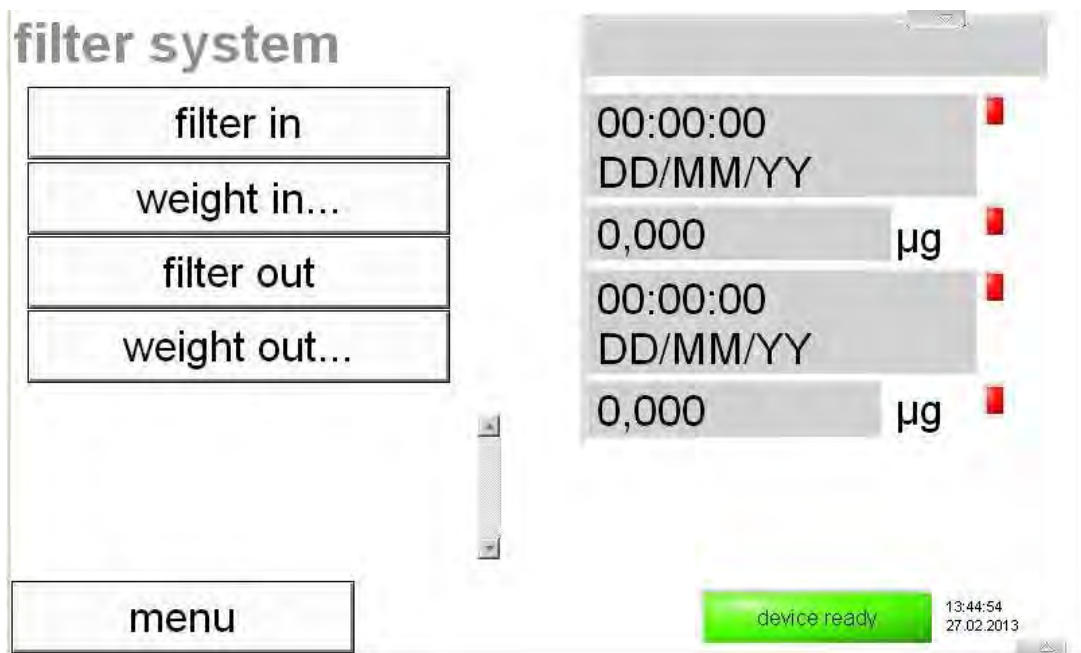 filter system
filter in
weight in...
filter out
weight out...
00:00:00
DD/MM/YY
0,000 µg
00:00:00
DD/MM/YY
0,000 µg
menu
device ready
13:44:54
27.02.2013